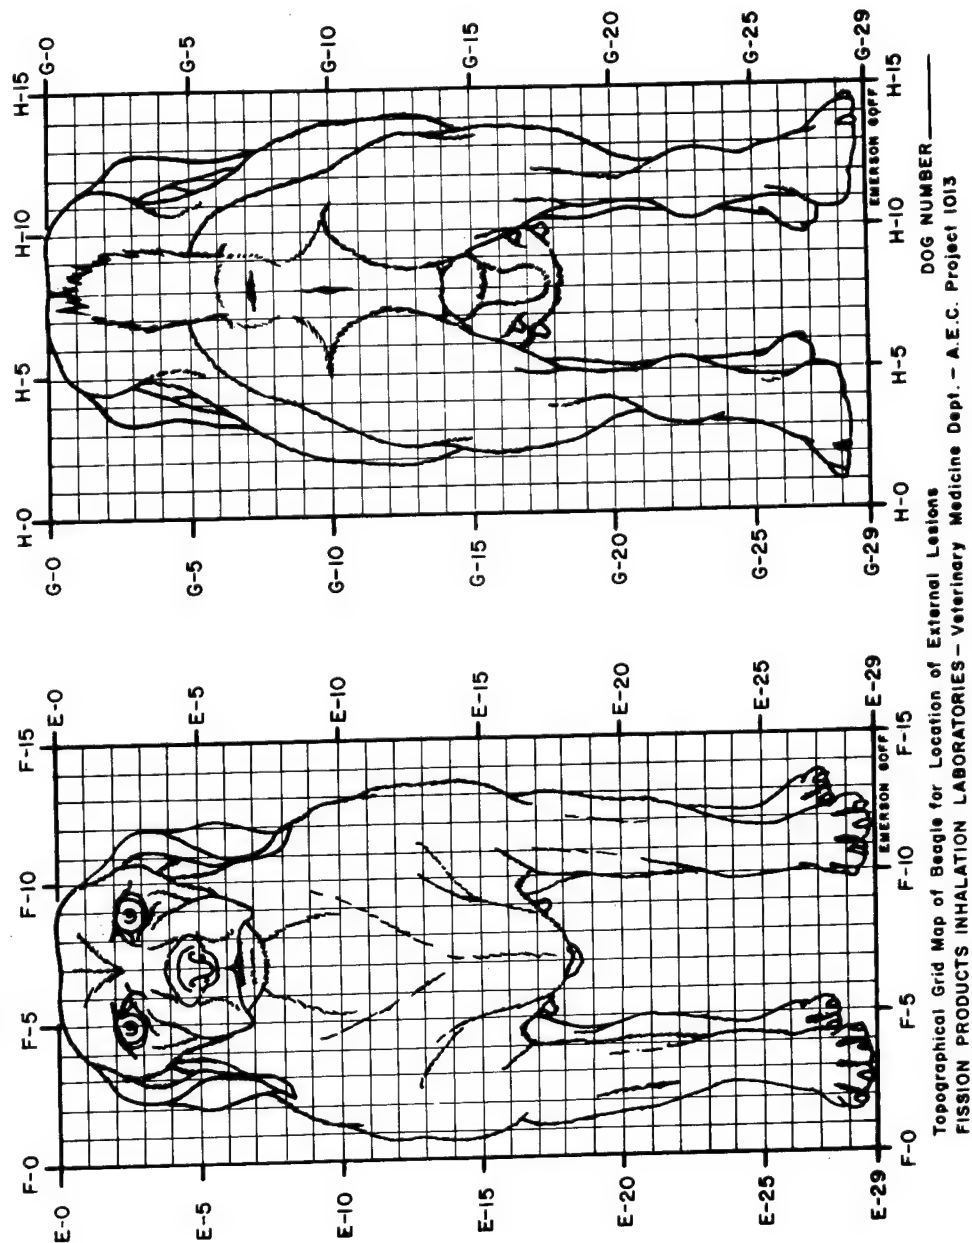 H-0
H-5
H-10
H-15
G-0
G-0
G-5
G-5
G-10
G-10
G-15
G-15
G-20
G-20
G-25
G-25
G-29
G-29
H-0
H-5
H-10
H-15
EMERSON GOFF
DOG NUMBER
F-0
F-5
F-10
F-15
E-0
E-0
E-5
E-5
E-10
E-10
E-15
E-15
E-20
E-20
E-25
E-25
E-29
E-29
F-0
F-5
F-10
F-15
EMERSON GOFF
Topographical Grid Map of Beagle for Location of External Lesions
FISSION PRODUCTS INHALATION LABORATORIES – Veterinary Medicine Dept. – A.E.C. Project 1013